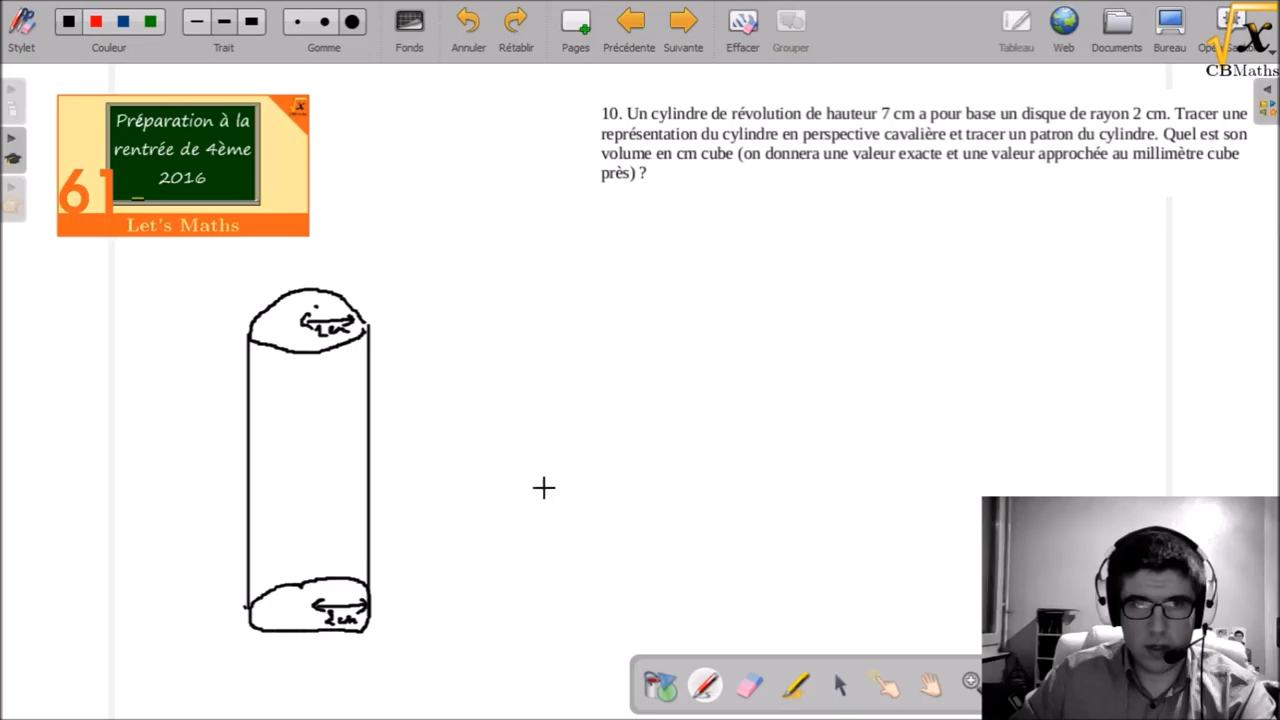 Stylet
Couleur
Trait
Gomme
Fonds
Annuler
Rétablir
Pages
Précédente
Suivante
Effacer
Grouper
Tableau
Web
Documents
Bureau
x
CBMaths
Préparation à la
rentrée de 4ème
2016
61
Let's Maths
10. Un cylindre de révolution de hauteur 7 cm a pour base un disque de rayon 2 cm. Tracer une
représentation du cylindre en perspective cavalière et tracer un patron du cylindre. Quel est son
volume en cm cube (on donnera une valeur exacte et une valeur approchée au millimètre cube
près) ?
2cm
2cm